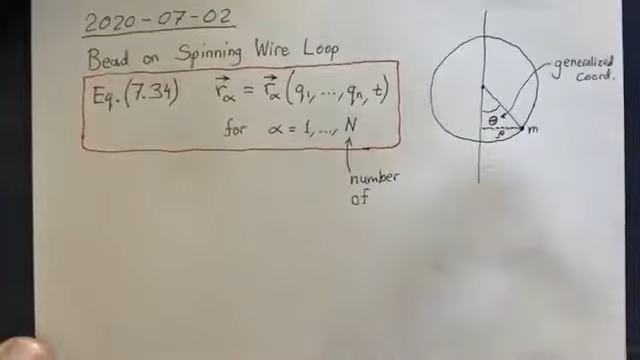 2020-07-02
Bead on Spinning Wire Loop
Eq. (7.34) r⃗α = r⃗α (q1, ..., qn, t)
for α = 1, ..., N
number
of
generalized
coord.
θ
m
ρ